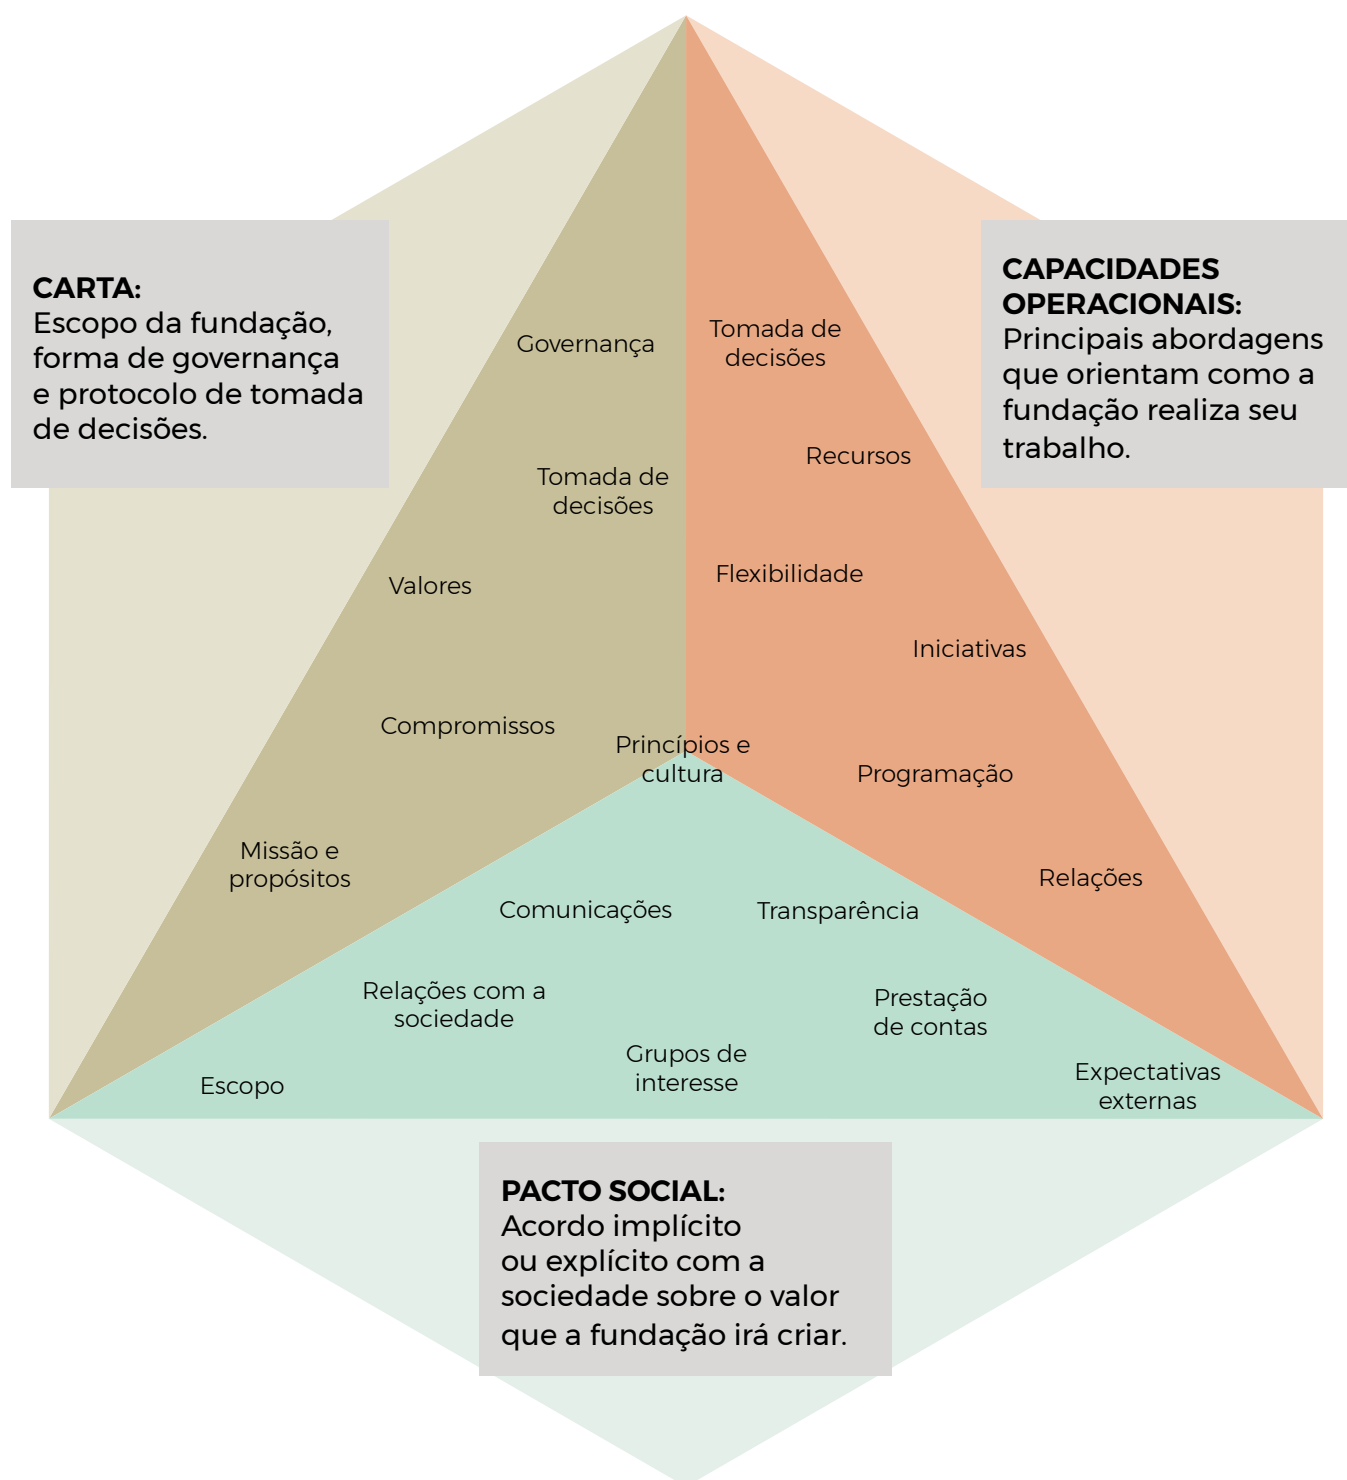 CARTA:
Escopo da fundação,
forma de governança
e protocolo de tomada
de decisões.
CAPACIDADES
OPERACIONAIS:
Principais abordagens
que orientam como a
fundação realiza seu
trabalho.
Governança
Tomada de
decisões
Valores
Compromissos
Missão e
propósitos
Tomada de
decisões
Recursos
Flexibilidade
Iniciativas
Programação
Relações
Princípios e
cultura
Comunicações
Transparência
Relações com a
sociedade
Prestação
de contas
Grupos de
interesse
Escopo
Expectativas
externas
PACTO SOCIAL:
Acordo implícito
ou explícito com a
sociedade sobre o valor
que a fundação irá criar.